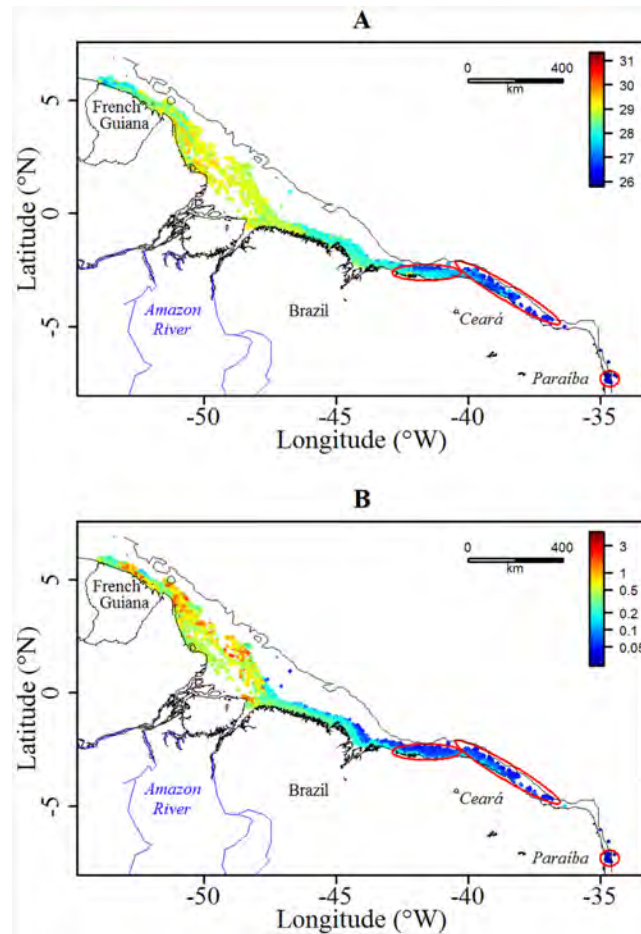 A
0 400
km
31
30
29
28
27
26
French
Guiana
Amazon
River
Brazil
Ceará
Paraíba
5
0
-5
Latitude (°N)
-50 -45 -40 -35
Longitude (°W)
B
0 400
km
3
1
0.5
0.2
0.1
0.05
French
Guiana
Amazon
River
Brazil
Ceará
Paraíba
5
0
-5
Latitude (°N)
-50 -45 -40 -35
Longitude (°W)